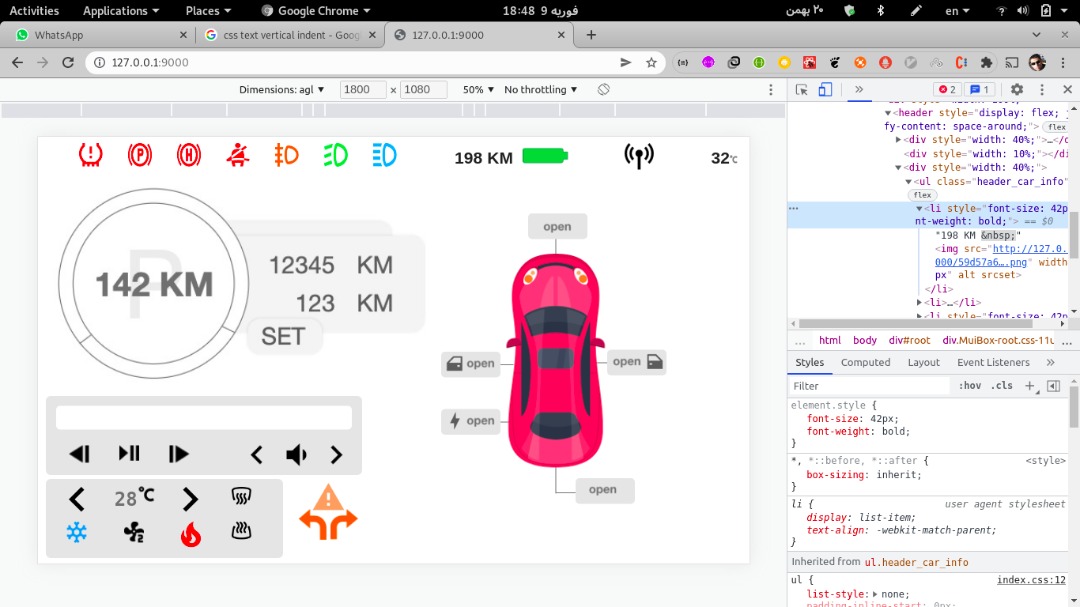 Activities Applications Places Google Chrome 18:48 9 فوریه ۲۰ بهمن en
WhatsApp css text vertical indent - Goog 127.0.0.1:9000
127.0.0.1:9000
Dimensions: agl 1800 × 1080 50% No throttling 2 1
198 KM 32°C
142 KM
P
12345 KM
123 KM
SET
open
open
open
open
open
28°C
<header style="display: flex; ju
fy-content: space-around;"> flex
<div style="width: 40%">…</
<div style="width: 10%"></di
<div style="width: 40%">
<ul class="header_car_info"
flex
<li style="font-size: 42p
nt-weight: bold;"> == $0
"198 KM &nbsp;"
<img src="http://127.0.
000/59d57a6….png" width
px" alt srcset>
</li>
<li>…</li>
… html body div#root div.MuiBox-root.css-11u …
Styles Computed Layout Event Listeners
Filter :hov .cls
element.style {
font-size: 42px;
font-weight: bold;
}
*, *::before, *::after { <style>
box-sizing: inherit;
}
li { user agent stylesheet
display: list-item;
text-align: -webkit-match-parent;
}
Inherited from ul.header_car_info
ul { index.css:12
list-style: none;
padding-inline-start: 0px;